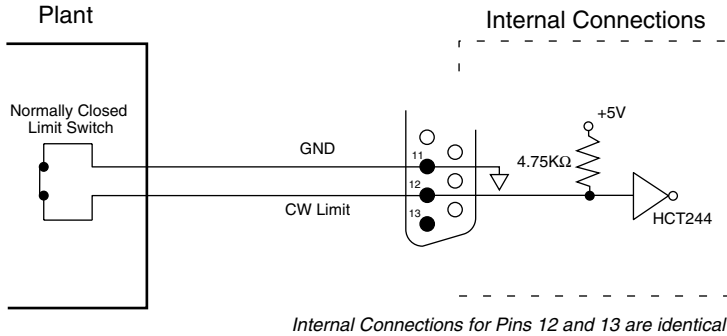 Plant
Internal Connections
Normally Closed
Limit Switch
+5V
GND
11
4.75KΩ
12
CW Limit
13
HCT244
Internal Connections for Pins 12 and 13 are identical